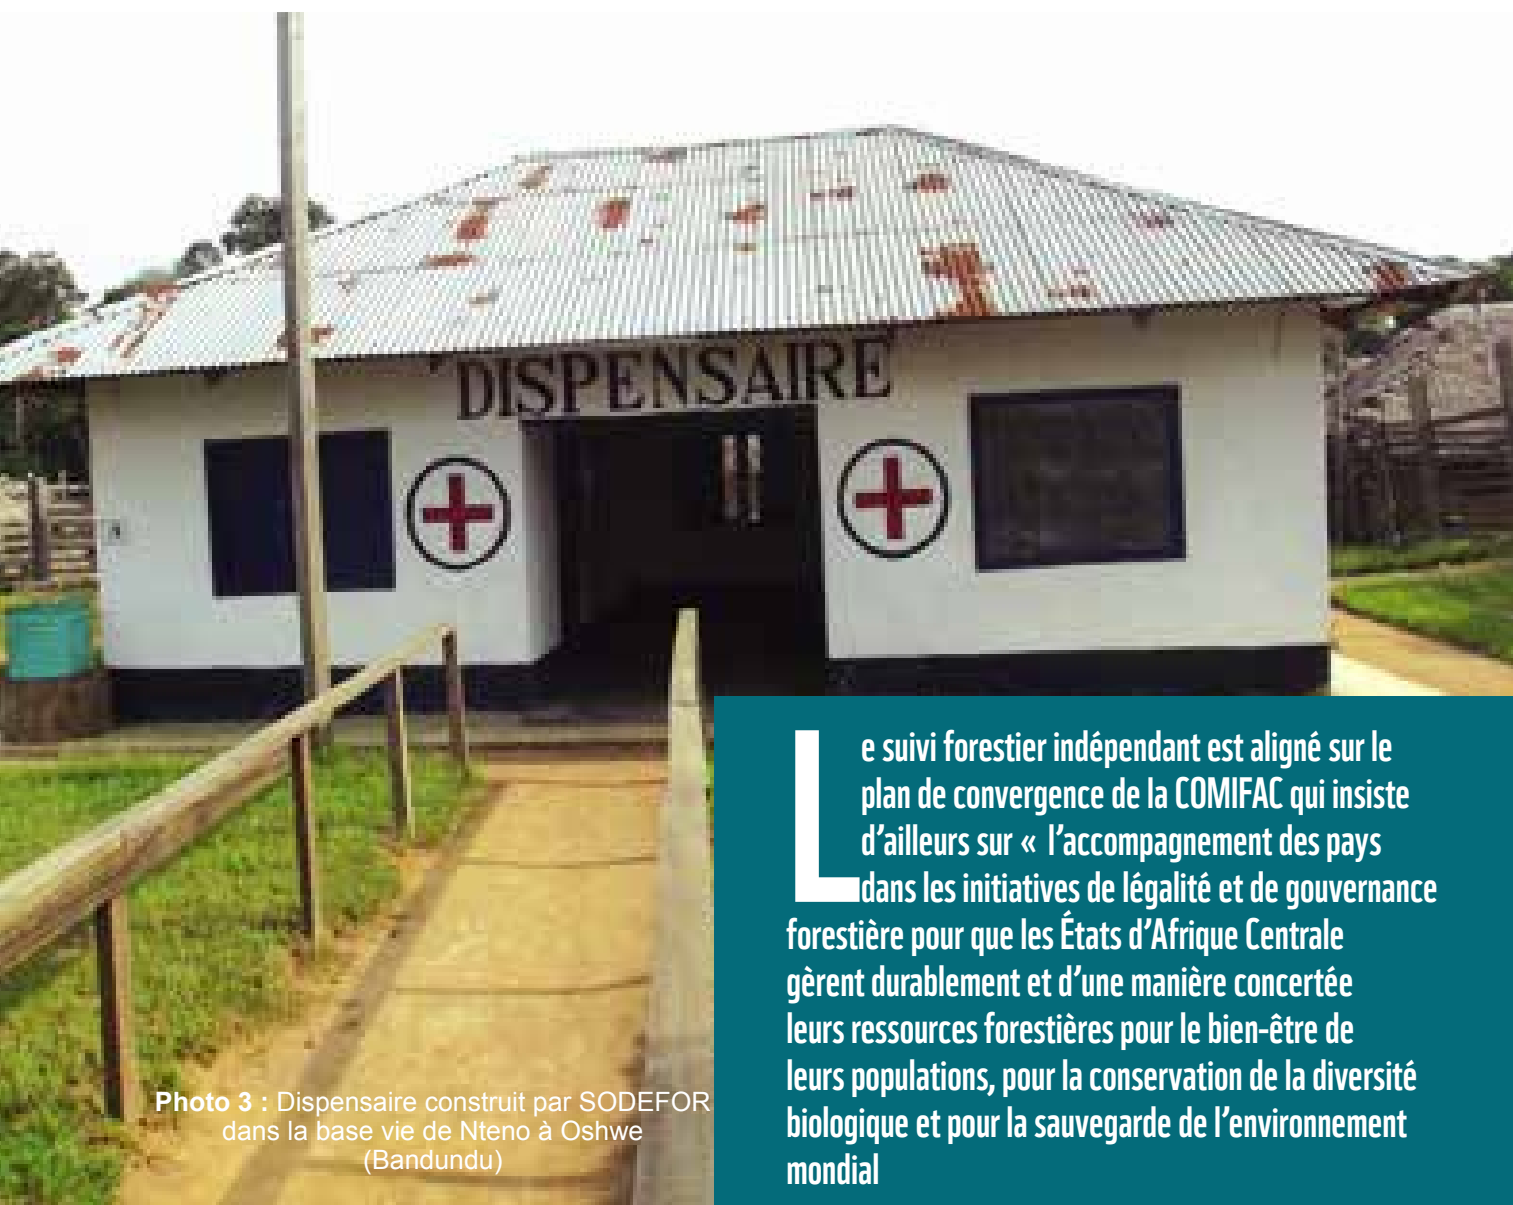 DISPENSAIRE
Le suivi forestier indépendant est aligné sur le
plan de convergence de la COMIFAC qui insiste
d’ailleurs sur « l’accompagnement des pays
dans les initiatives de légalité et de gouvernance
forestière pour que les États d’Afrique Centrale
gèrent durablement et d’une manière concertée
leurs ressources forestières pour le bien-être de
leurs populations, pour la conservation de la diversité
biologique et pour la sauvegarde de l’environnement
mondial
Photo 3 : Dispensaire construit par SODEFOR
dans la base vie de Nteno à Oshwe
(Bandundu)